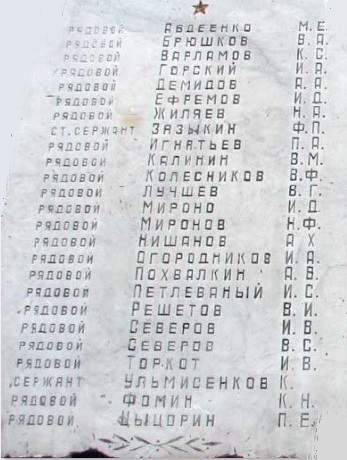 РЯДОВОЙ АВДЕЕНКО М.Е.
РЯДОВОЙ БРЮШКОВ В.А.
РЯДОВОЙ ВАРЛАМОВ К.С.
РЯДОВОЙ ГОРСКИЙ И.А.
РЯДОВОЙ ДЕМИДОВ А.А.
РЯДОВОЙ ЕФРЕМОВ И.Д.
РЯДОВОЙ ЖИЛЯЕВ Н.А.
СТ.СЕРЖАНТ ЗАЗЫКИН Ф.П.
РЯДОВОЙ ИГНАТЬЕВ П.А.
РЯДОВОЙ КАЛИНИН В.М.
РЯДОВОЙ КОЛЕСНИКОВ В.Ф.
РЯДОВОЙ ЛУЧШЕВ В.Г.
РЯДОВОЙ МИРОНО И.Д
РЯДОВОЙ МИРОНОВ Н.Ф.
РЯДОВОЙ НИШАНОВ А Х
РЯДОВОЙ ОГОРОДНИКОВ И.А.
РЯДОВОЙ ПОХВАЛКИН А.В.
РЯДОВОЙ ПЕТЛЕВАНЫЙ И.С.
РЯДОВОЙ РЕШЕТОВ В.И.
РЯДОВОЙ СЕВЕРОВ И.В.
РЯДОВОЙ СЕВЕРОВ В.С.
РЯДОВОЙ ТОРКОТ И.В.
СЕРЖАНТ УЛЬМИСЕНКОВ К.
РЯДОВОЙ ФОМИН К.Н.
РЯДОВОЙ ЦЫЦОРИН П.Е.